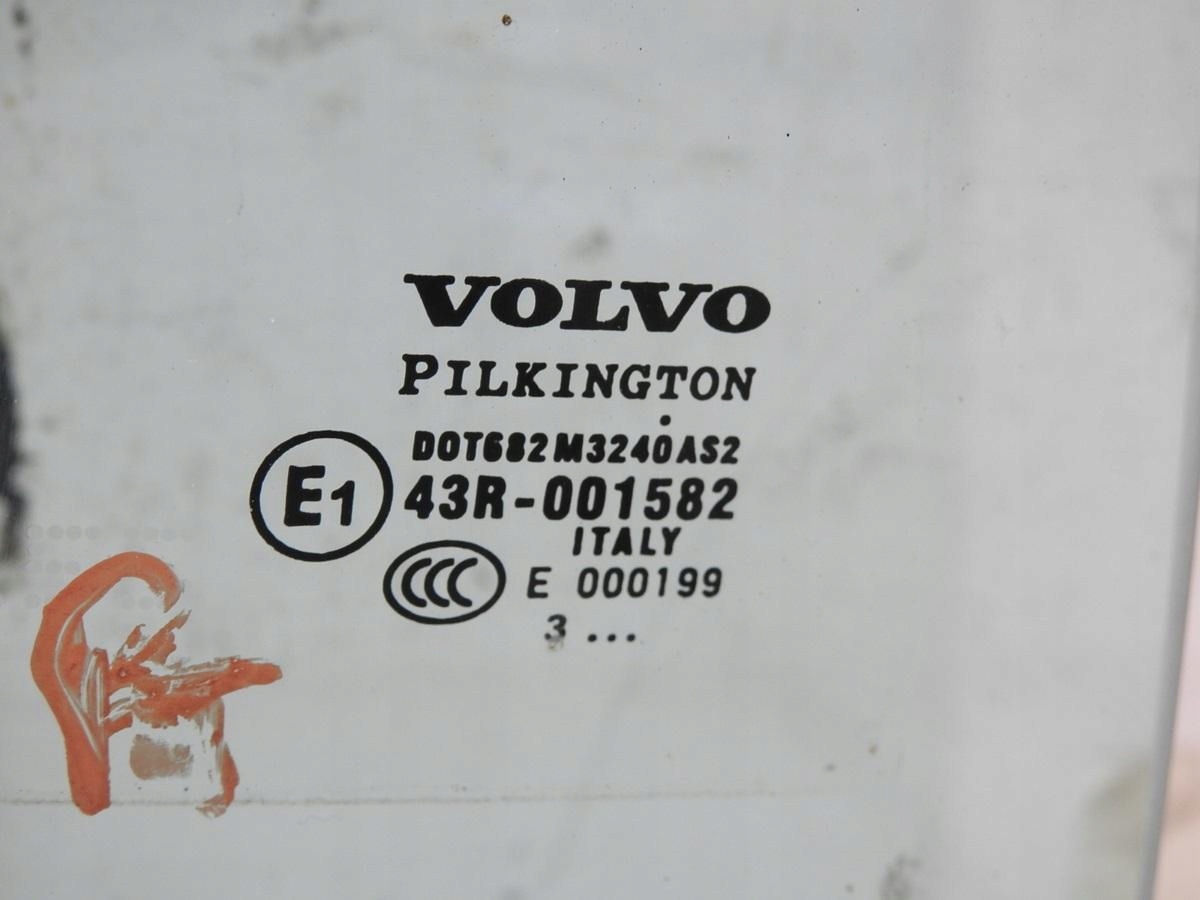 VOLVO
PILKINGTON
DOT682M3240AS2
E1 43R-001582
ITALY
CCC E 000199
3 ...